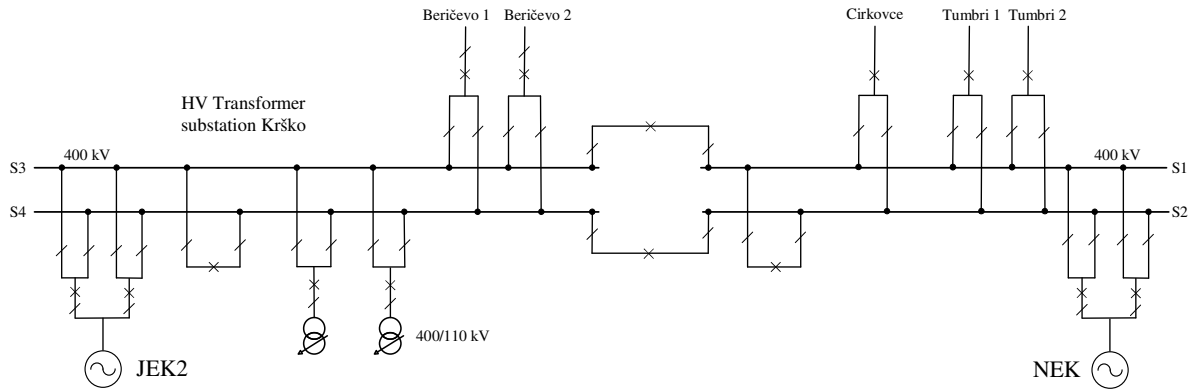 Beričevo 1
Beričevo 2
Cirkovce
Tumbri 1
Tumbri 2
HV Transformer
substation Krško
S3
400 kV
400 kV
S1
S4
S2
400/110 kV
JEK2
NEK